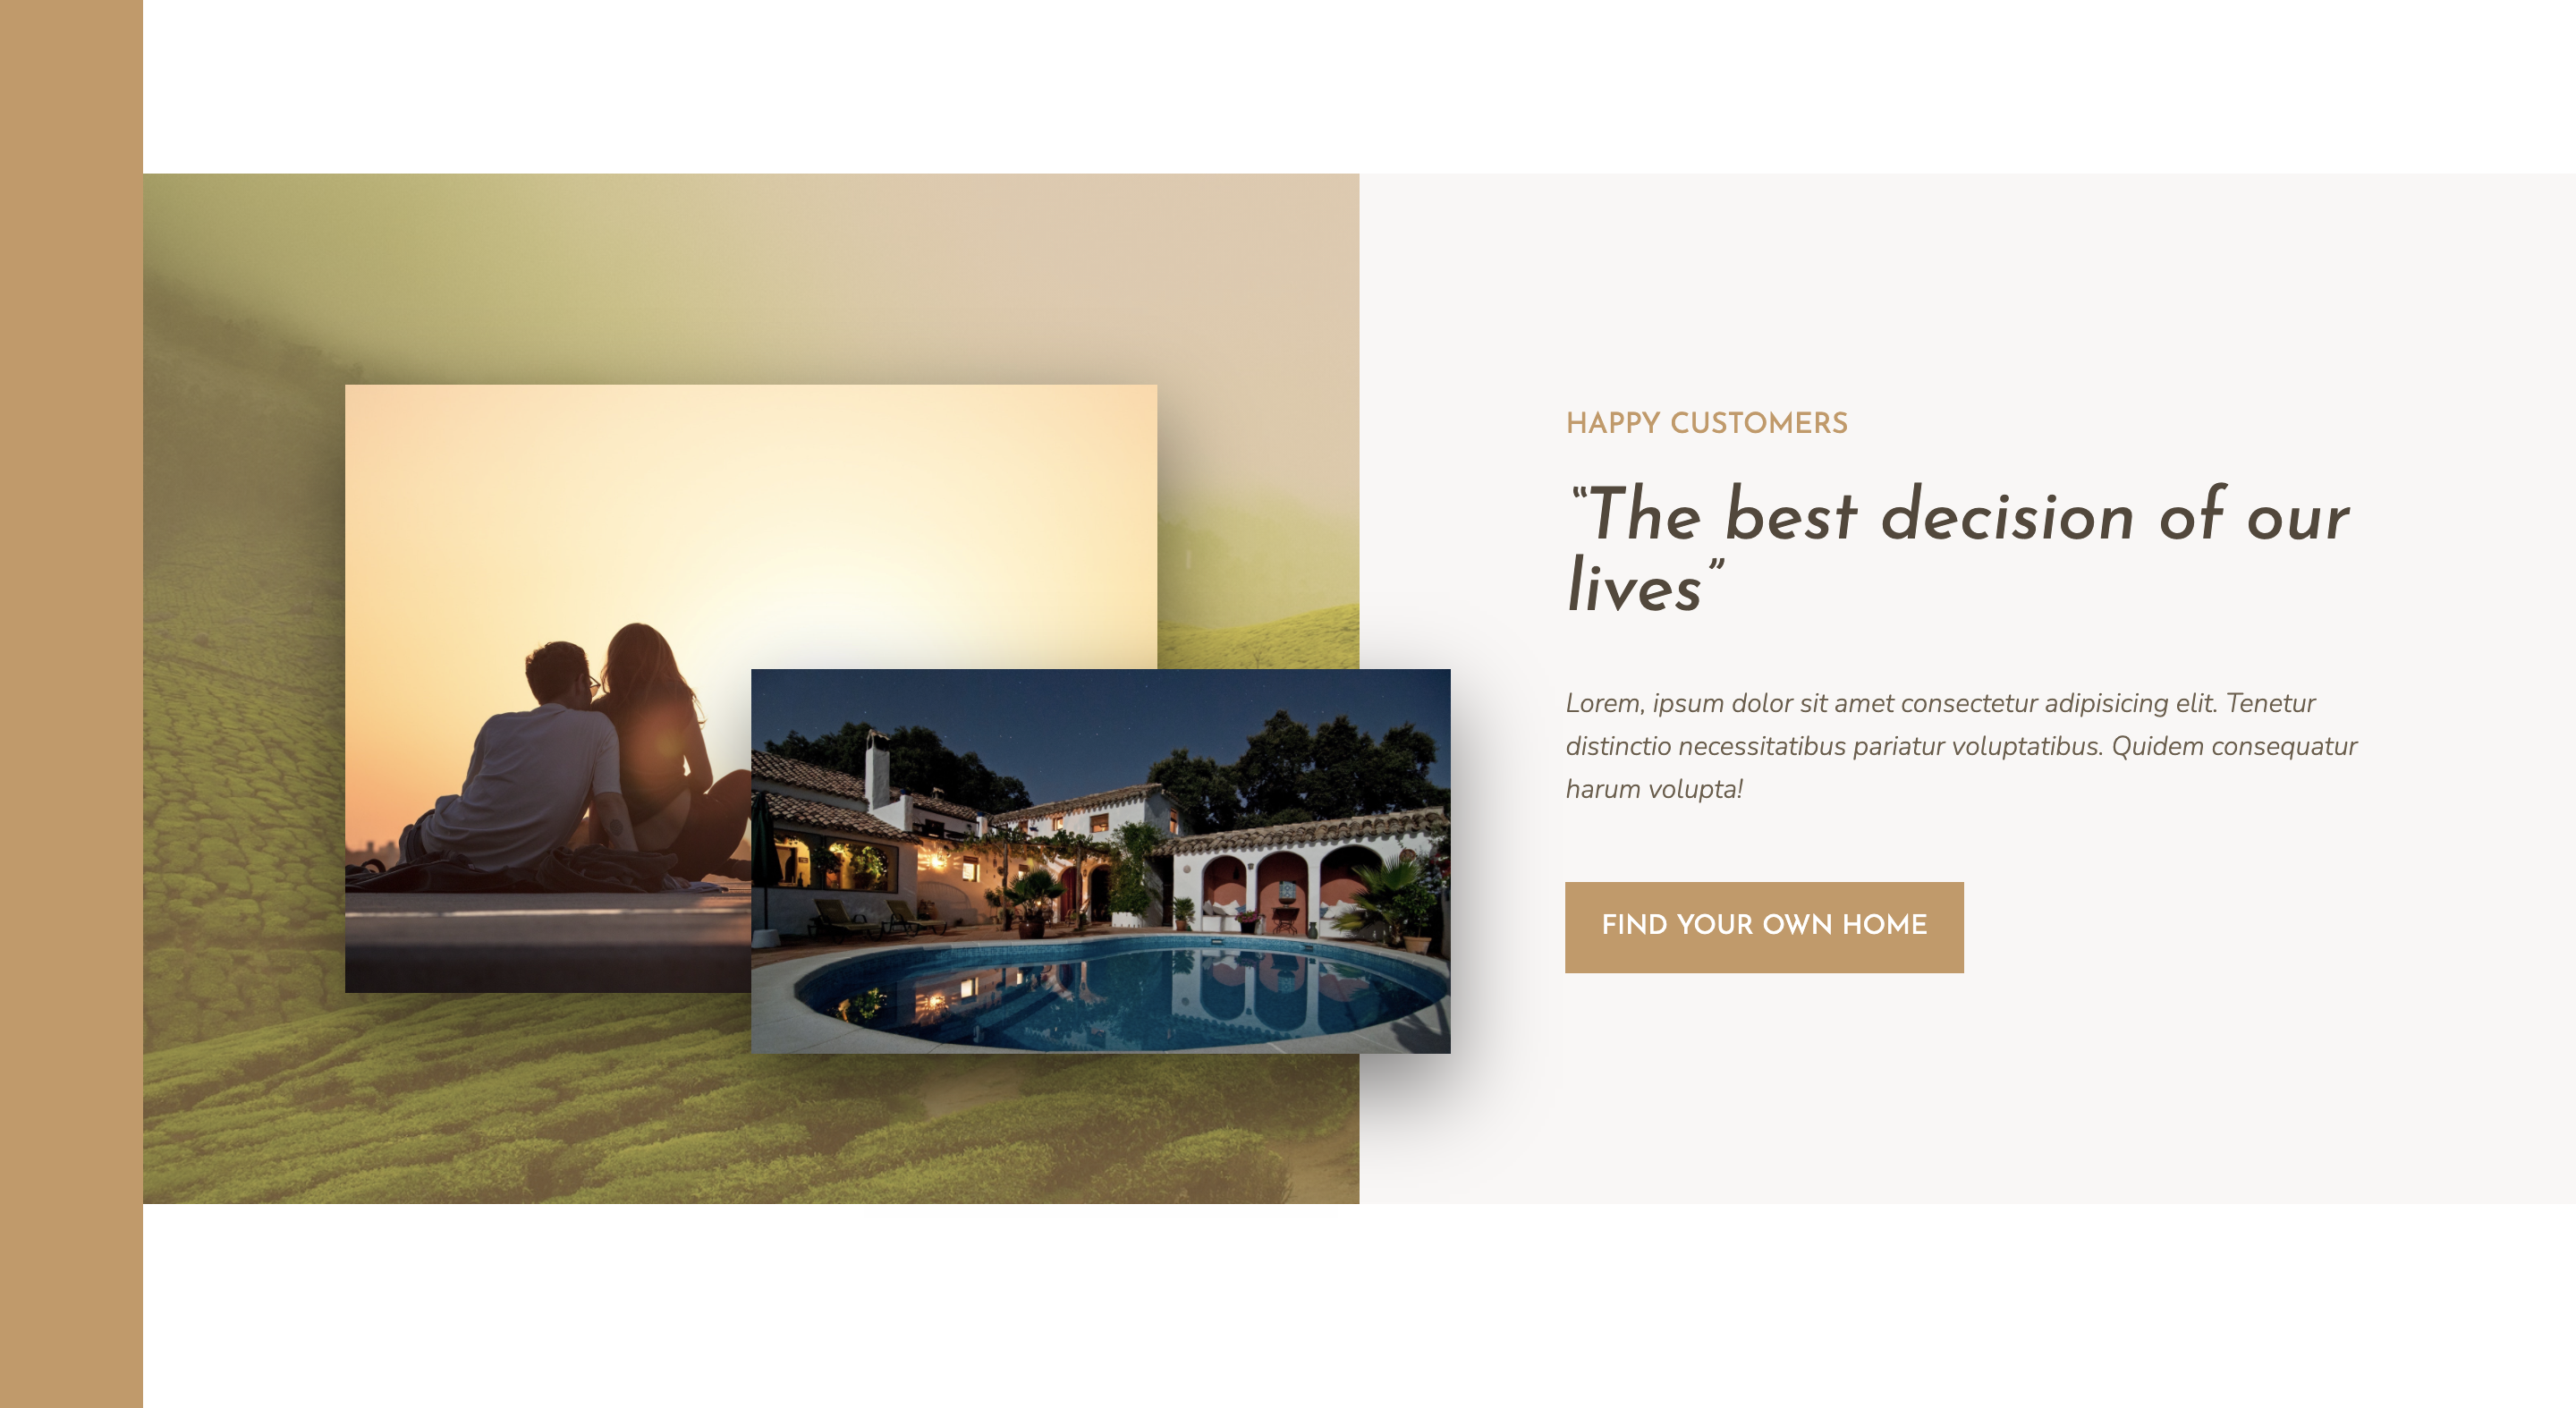 HAPPY CUSTOMERS
“The best decision of our
lives”
Lorem, ipsum dolor sit amet consectetur adipisicing elit. Tenetur
distinctio necessitatibus pariatur voluptatibus. Quidem consequatur
harum volupta!
FIND YOUR OWN HOME